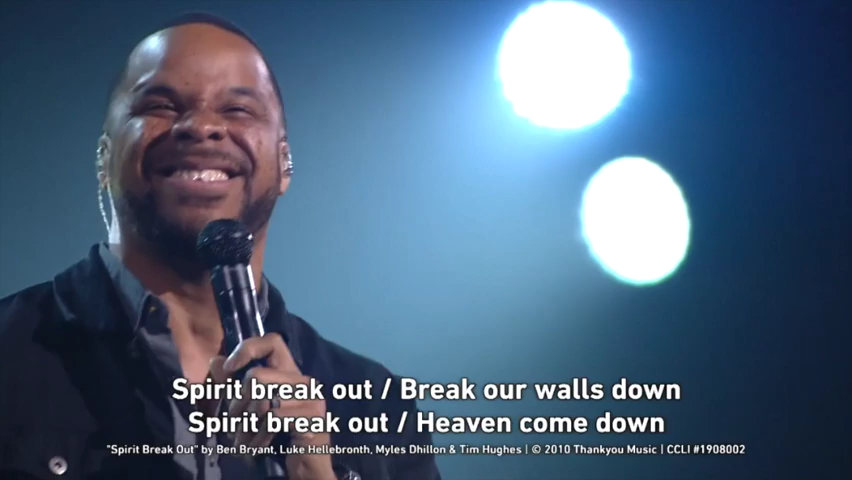 Spirit break out / Break our walls down
Spirit break out / Heaven come down
"Spirit Break Out" by Ben Bryant, Luke Hellebronth, Myles Dhillon & Tim Hughes | © 2010 Thankyou Music | CCLI #1908002